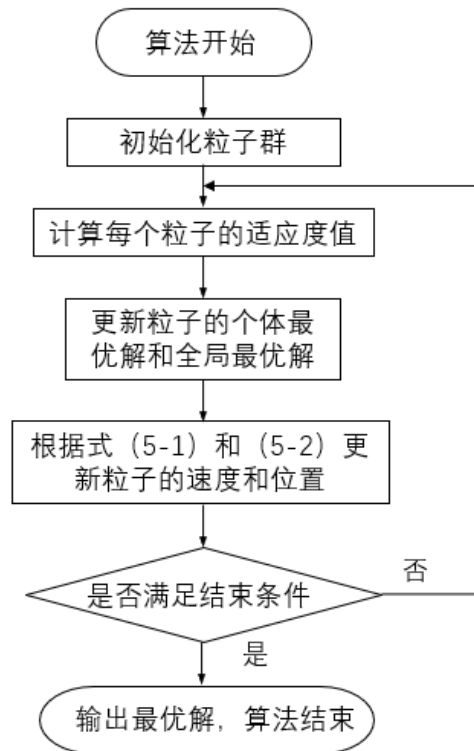 算法开始
初始化粒子群
计算每个粒子的适应度值
更新粒子的个体最
优解和全局最优解
根据式（5-1）和（5-2）更
新粒子的速度和位置
是否满足结束条件
否
是
输出最优解，算法结束